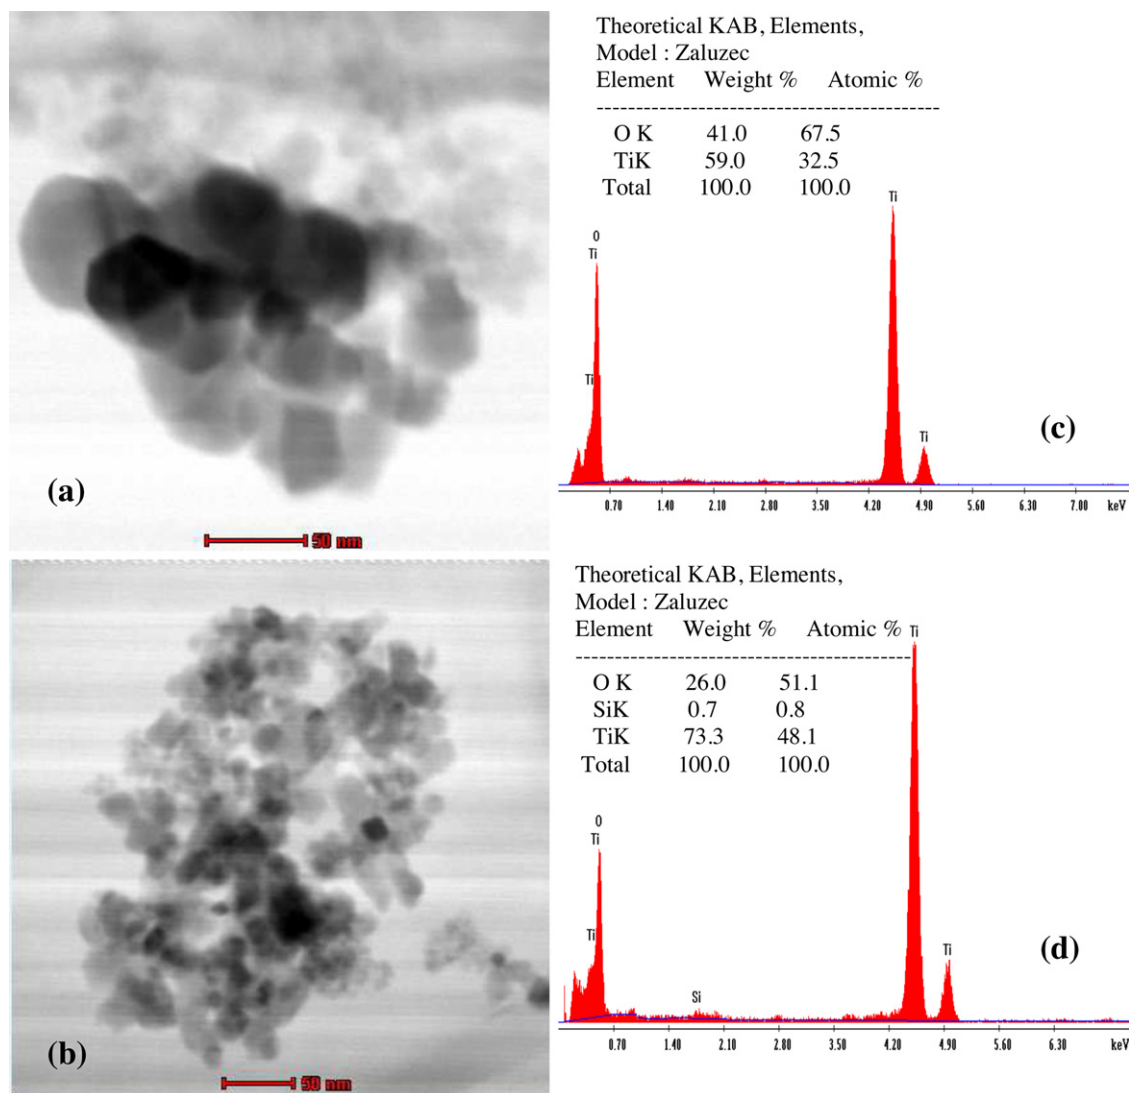 (a)
50 nm
Theoretical KAB, Elements,
Model : Zaluzec
Element Weight % Atomic %
O K 41.0 67.5
TiK 59.0 32.5
Total 100.0 100.0
O
Ti
Ti
Ti
Ti
(c)
0.70 1.40 2.10 2.80 3.50 4.20 4.90 5.60 6.30 7.00 keV
(b)
50 nm
Theoretical KAB, Elements,
Model : Zaluzec
Element Weight % Atomic %
O K 26.0 51.1
SiK 0.7 0.8
TiK 73.3 48.1
Total 100.0 100.0
O
Ti
Ti
Si
Ti
Ti
(d)
0.70 1.40 2.10 2.80 3.50 4.20 4.90 5.60 6.30 keV